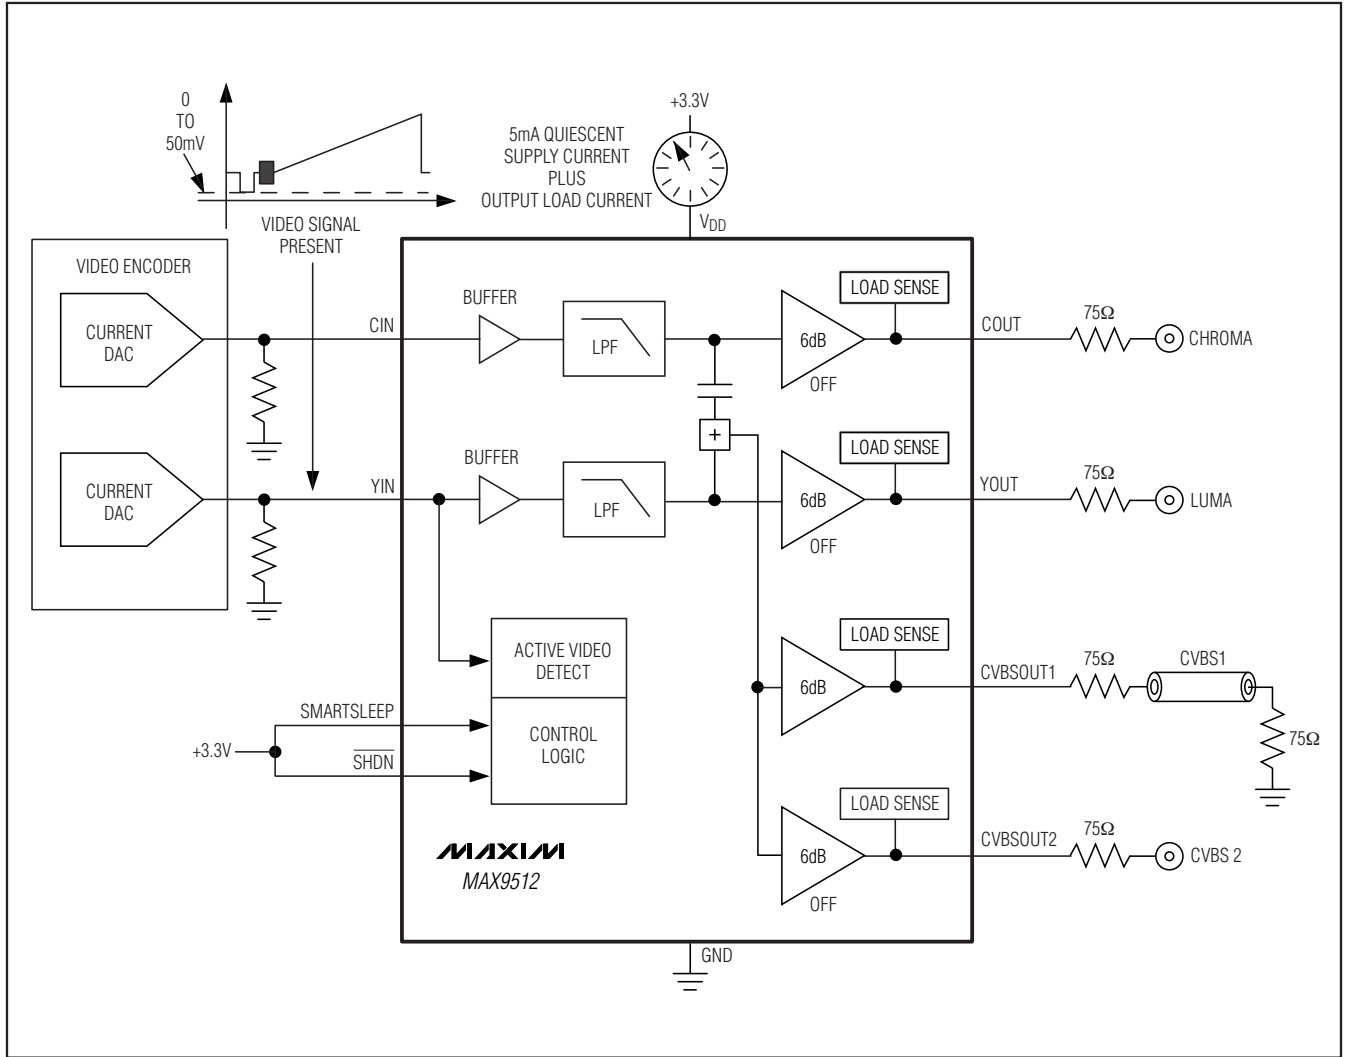 0
TO
50mV
+3.3V
5mA QUIESCENT
SUPPLY CURRENT
PLUS
OUTPUT LOAD CURRENT
VDD
VIDEO SIGNAL
PRESENT
VIDEO ENCODER
CURRENT
DAC
CIN
BUFFER
LPF
6dB
OFF
LOAD SENSE
COUT
75Ω
CHROMA
+
CURRENT
DAC
YIN
BUFFER
LPF
6dB
OFF
LOAD SENSE
YOUT
75Ω
LUMA
ACTIVE VIDEO
DETECT
CONTROL
LOGIC
SMARTSLEEP
+3.3V
SHDN
6dB
LOAD SENSE
CVBSOUT1
75Ω
CVBS1
75Ω
6dB
OFF
LOAD SENSE
CVBSOUT2
75Ω
CVBS 2
MAXIM
MAX9512
GND